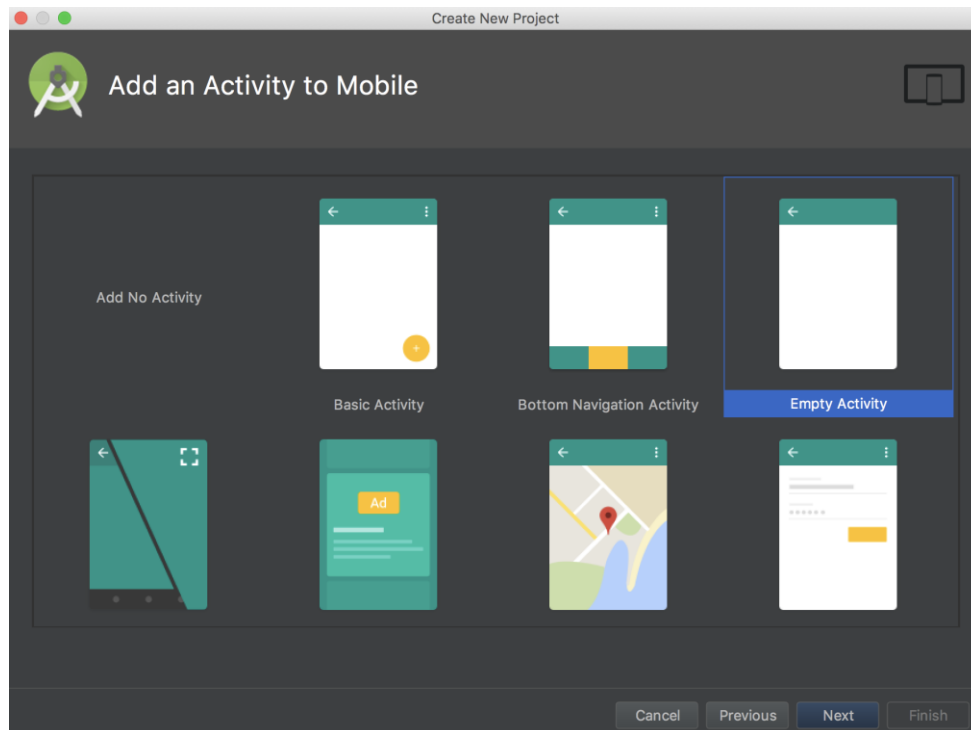 Create New Project
Add an Activity to Mobile
Add No Activity
Basic Activity
Bottom Navigation Activity
Empty Activity
Ad
Cancel
Previous
Next
Finish